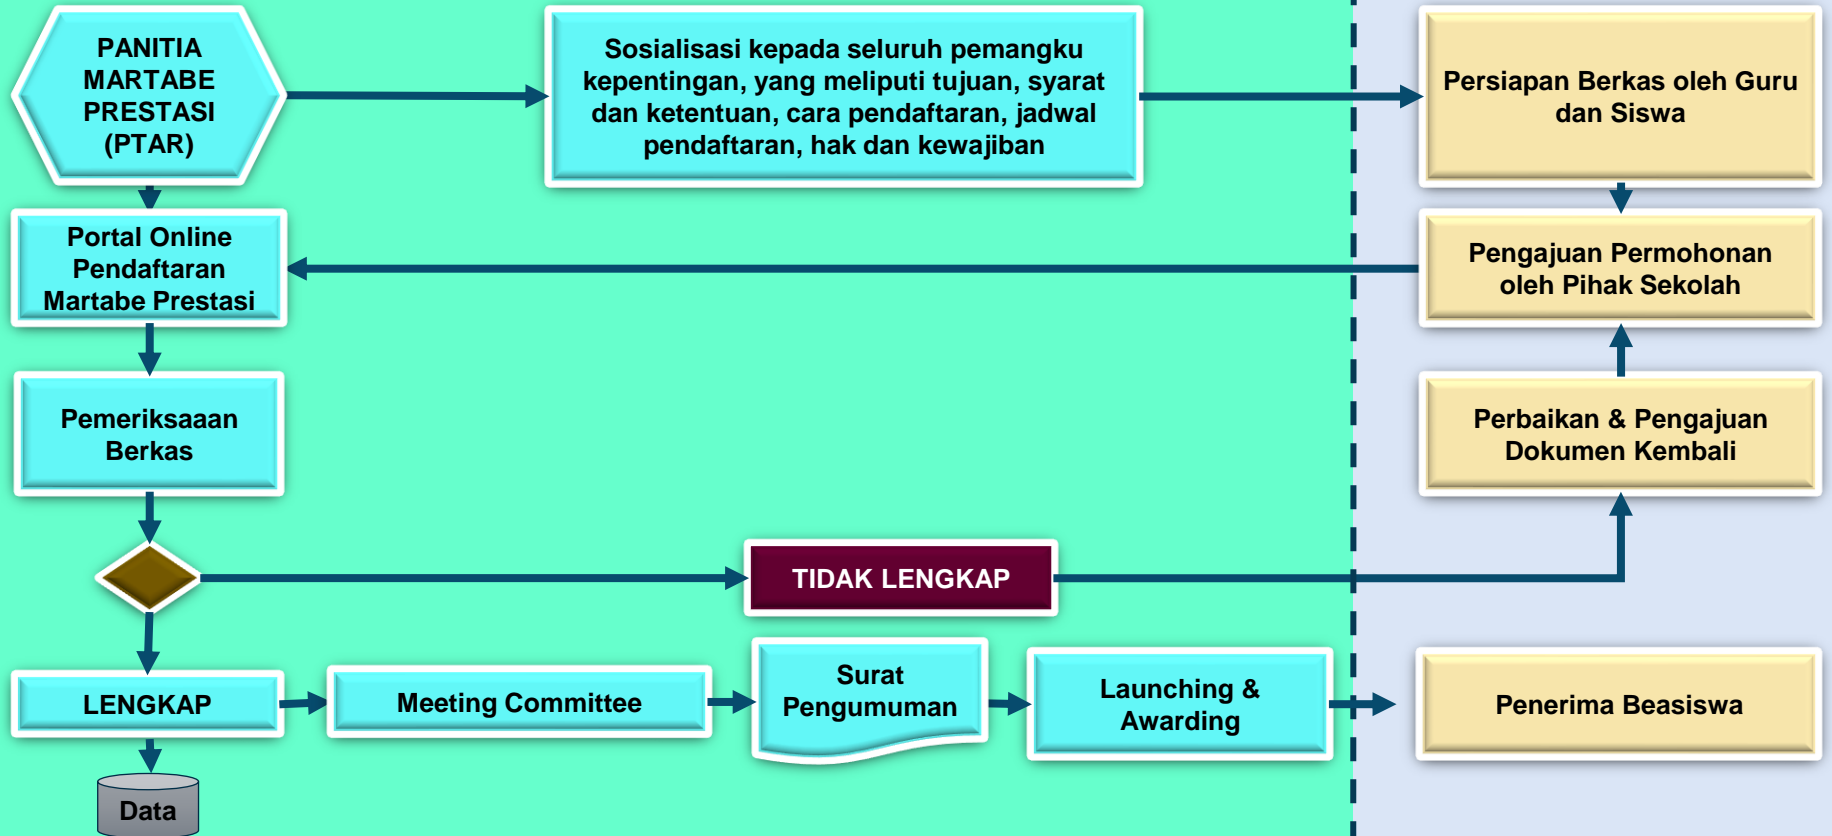 PANITIA
MARTABE
PRESTASI
(PTAR)
Sosialisasi kepada seluruh pemangku
kepentingan, yang meliputi tujuan, syarat
dan ketentuan, cara pendaftaran, jadwal
pendaftaran, hak dan kewajiban
Persiapan Berkas oleh Guru
dan Siswa
Portal Online
Pendaftaran
Martabe Prestasi
Pengajuan Permohonan
oleh Pihak Sekolah
Pemeriksaaan
Berkas
Perbaikan & Pengajuan
Dokumen Kembali
TIDAK LENGKAP
LENGKAP
Meeting Committee
Surat
Pengumuman
Launching &
Awarding
Penerima Beasiswa
Data